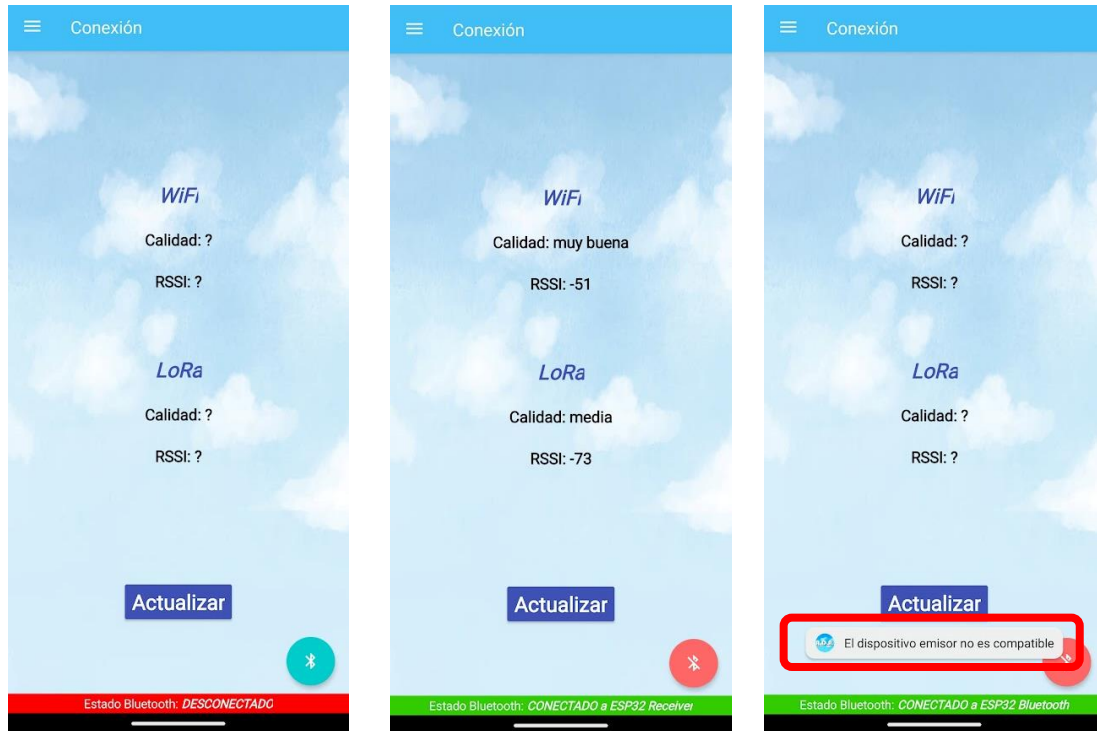 Conexión
WiFi
Calidad: ?
RSSI: ?
LoRa
Calidad: ?
RSSI: ?
Actualizar
Estado Bluetooth: DESCONECTADO
Conexión
WiFi
Calidad: muy buena
RSSI: -51
LoRa
Calidad: media
RSSI: -73
Actualizar
Estado Bluetooth: CONECTADO a ESP32 Receiver
Conexión
WiFi
Calidad: ?
RSSI: ?
LoRa
Calidad: ?
RSSI: ?
Actualizar
El dispositivo emisor no es compatible
Estado Bluetooth: CONECTADO a ESP32 Bluetooth